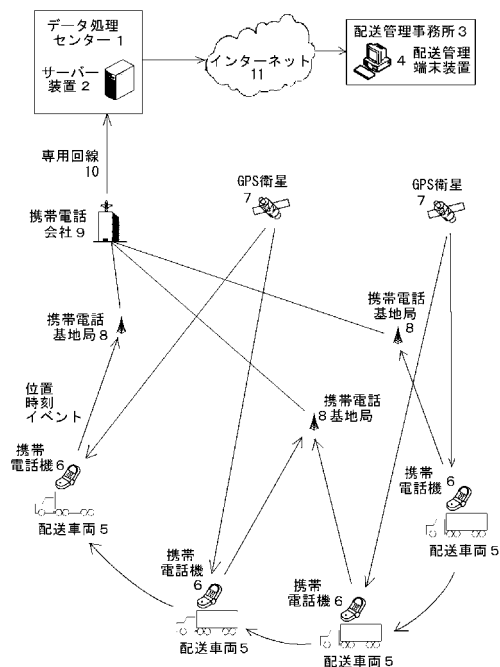 データ処理
センター 1
サーバー
装置 2
インターネット
11
配送管理事務所 3
4 配送管理
端末装置
専用回線
10
携帯電話
会社 9
GPS衛星
7
GPS衛星
7
携帯電話
基地局 8
携帯電話
基地局
8
携帯電話
8 基地局
位置
時刻
イベント
携帯
電話機 6
配送車両 5
携帯
電話機
6
配送車両5
携帯
電話機 6
配送車両 5
携帯 6
電話機
配送車両 5